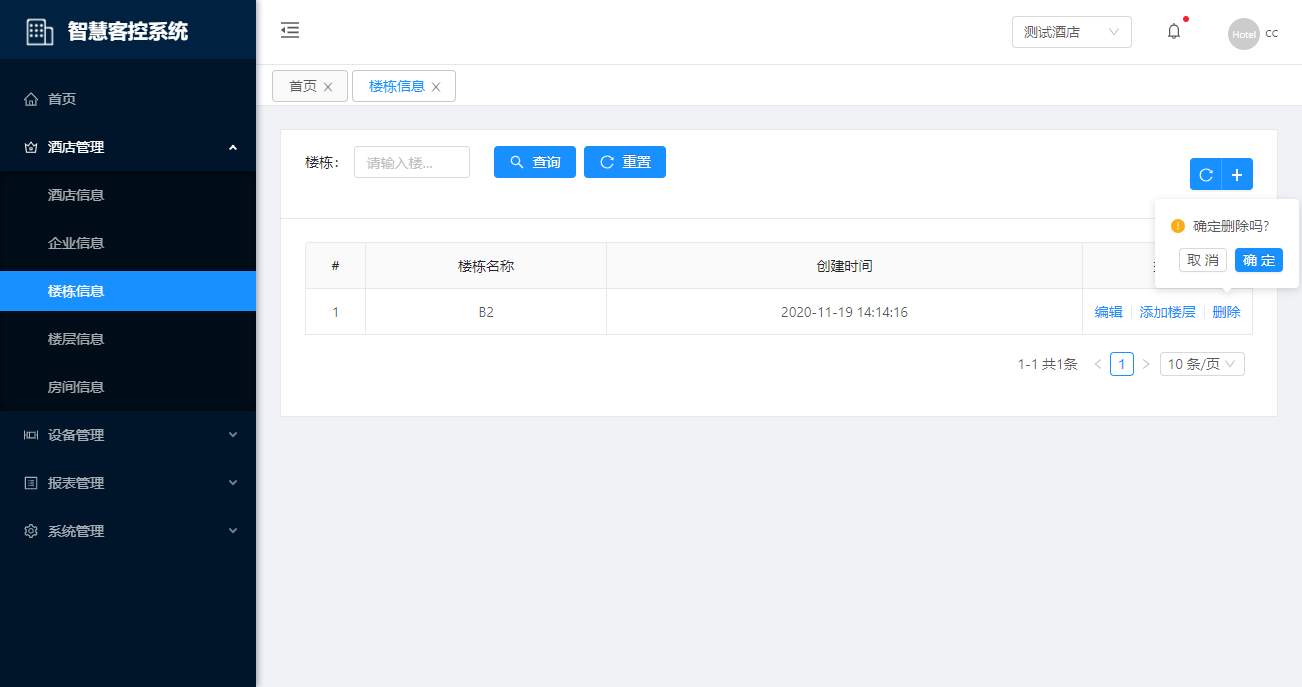 智慧客控系统
测试酒店
Hotel
cc
首页
楼栋信息
首页
酒店管理
酒店信息
企业信息
楼栋信息
楼层信息
房间信息
设备管理
报表管理
系统管理
楼栋:
请输入楼...
查询
重置
确定删除吗?
取 消
确 定
# 楼栋名称 创建时间
1 B2 2020-11-19 14:14:16 编辑 添加楼层 删除
1-1 共1条 1 10 条/页